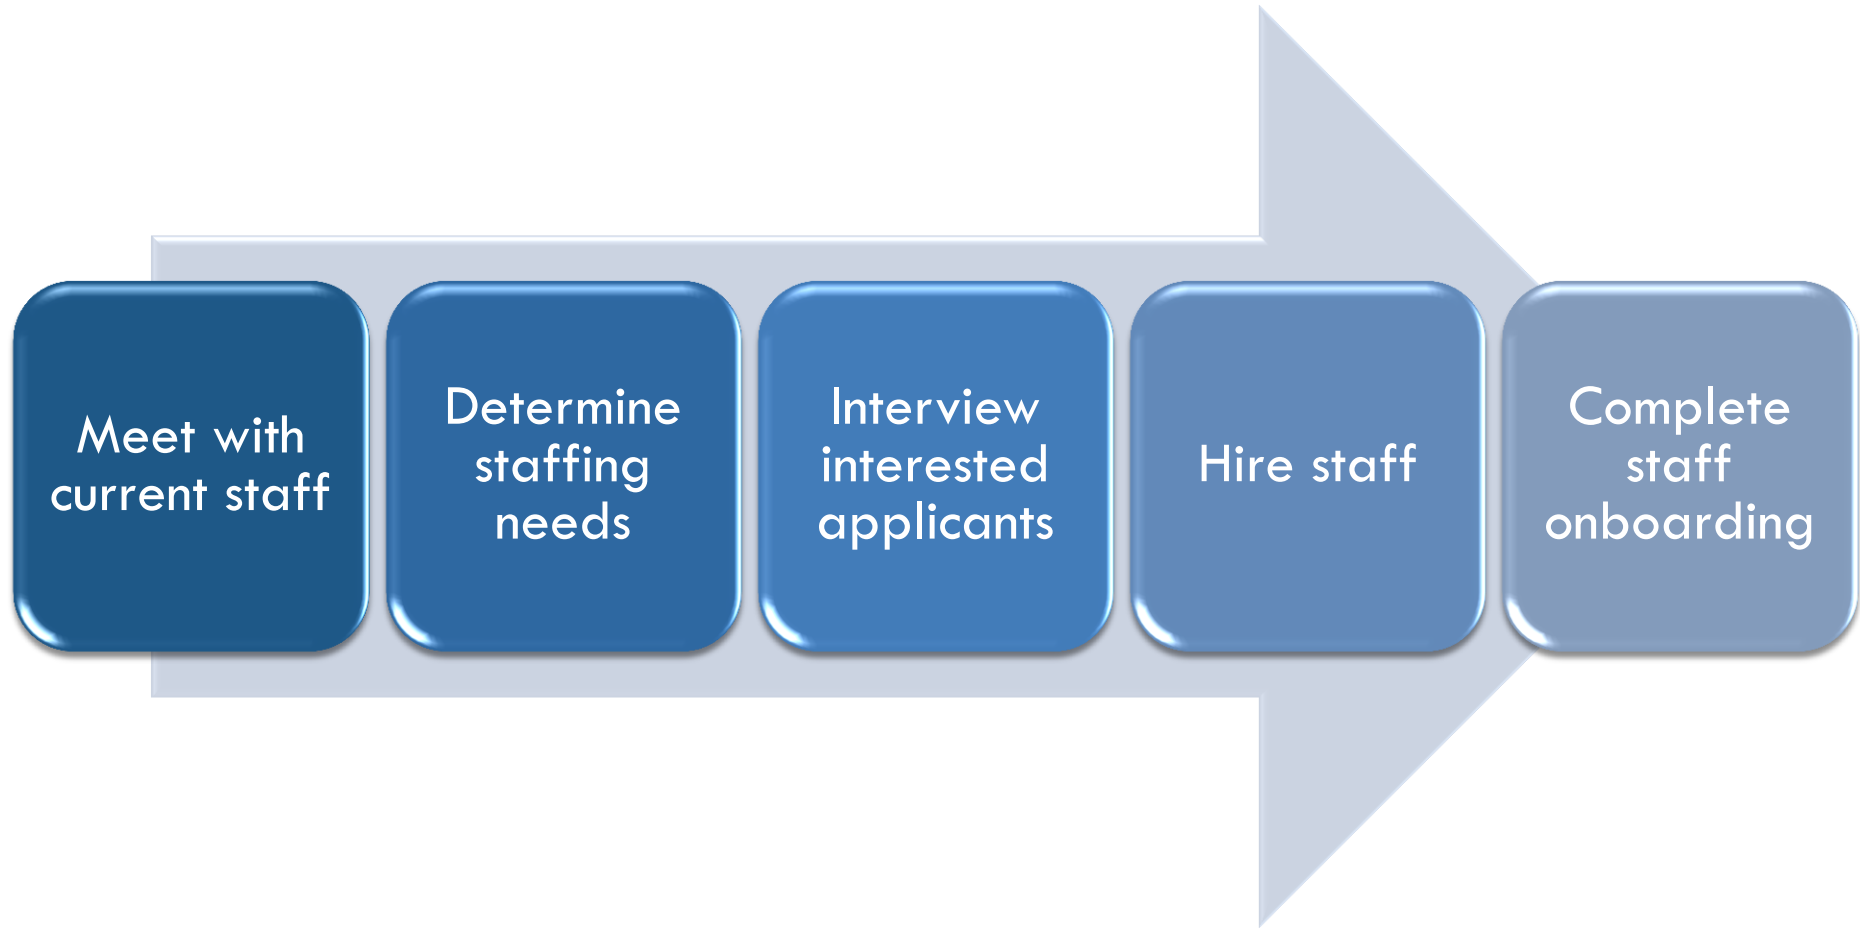 Meet with
current staff
Determine
staffing
needs
Interview
interested
applicants
Hire staff
Complete
staff
onboarding